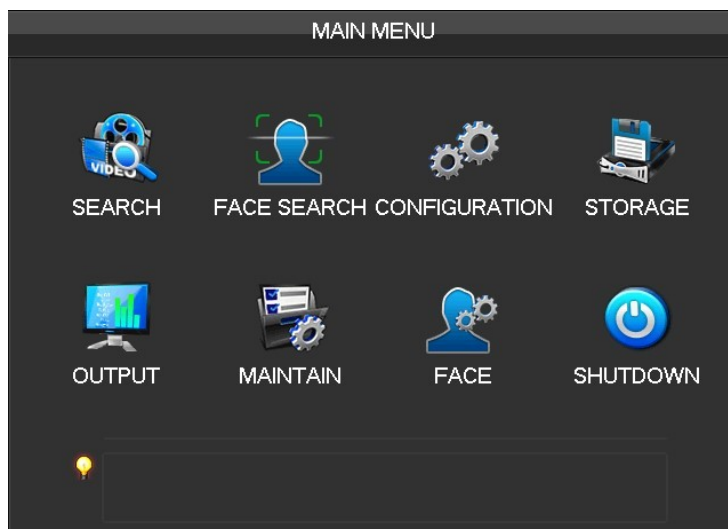 MAIN MENU
VIDEO
SEARCH
FACE SEARCH
CONFIGURATION
STORAGE
OUTPUT
MAINTAIN
FACE
SHUTDOWN